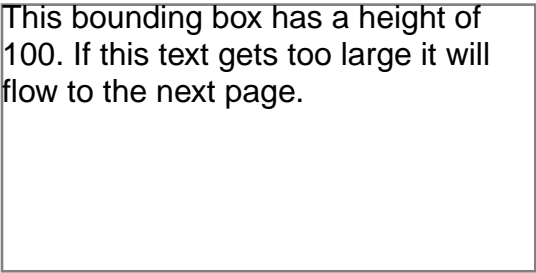 This bounding box has a height of
100. If this text gets too large it will
flow to the next page.